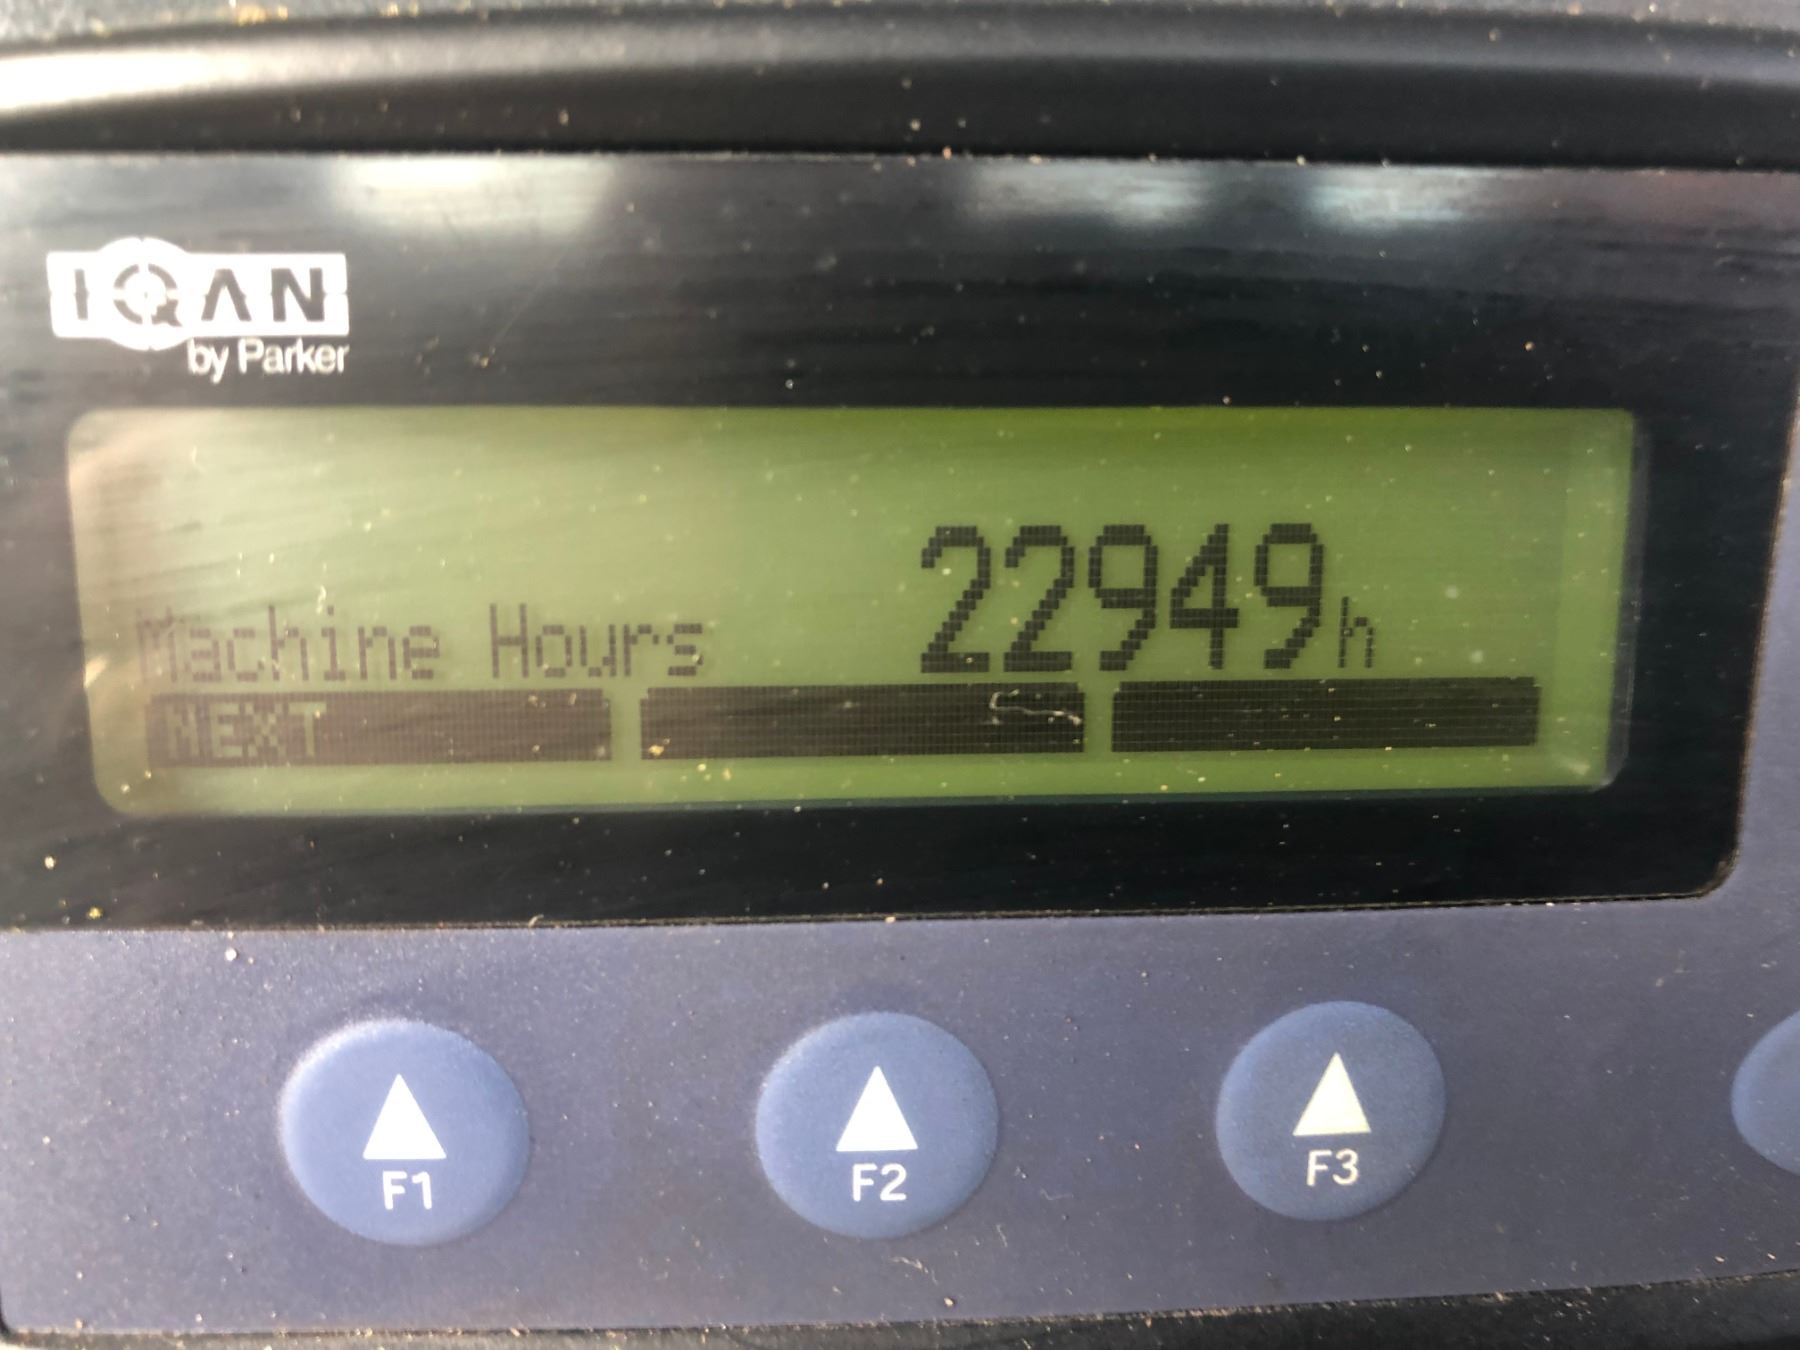 IQAN
by Parker
Machine Hours 22949h
NEXT
F1 F2 F3